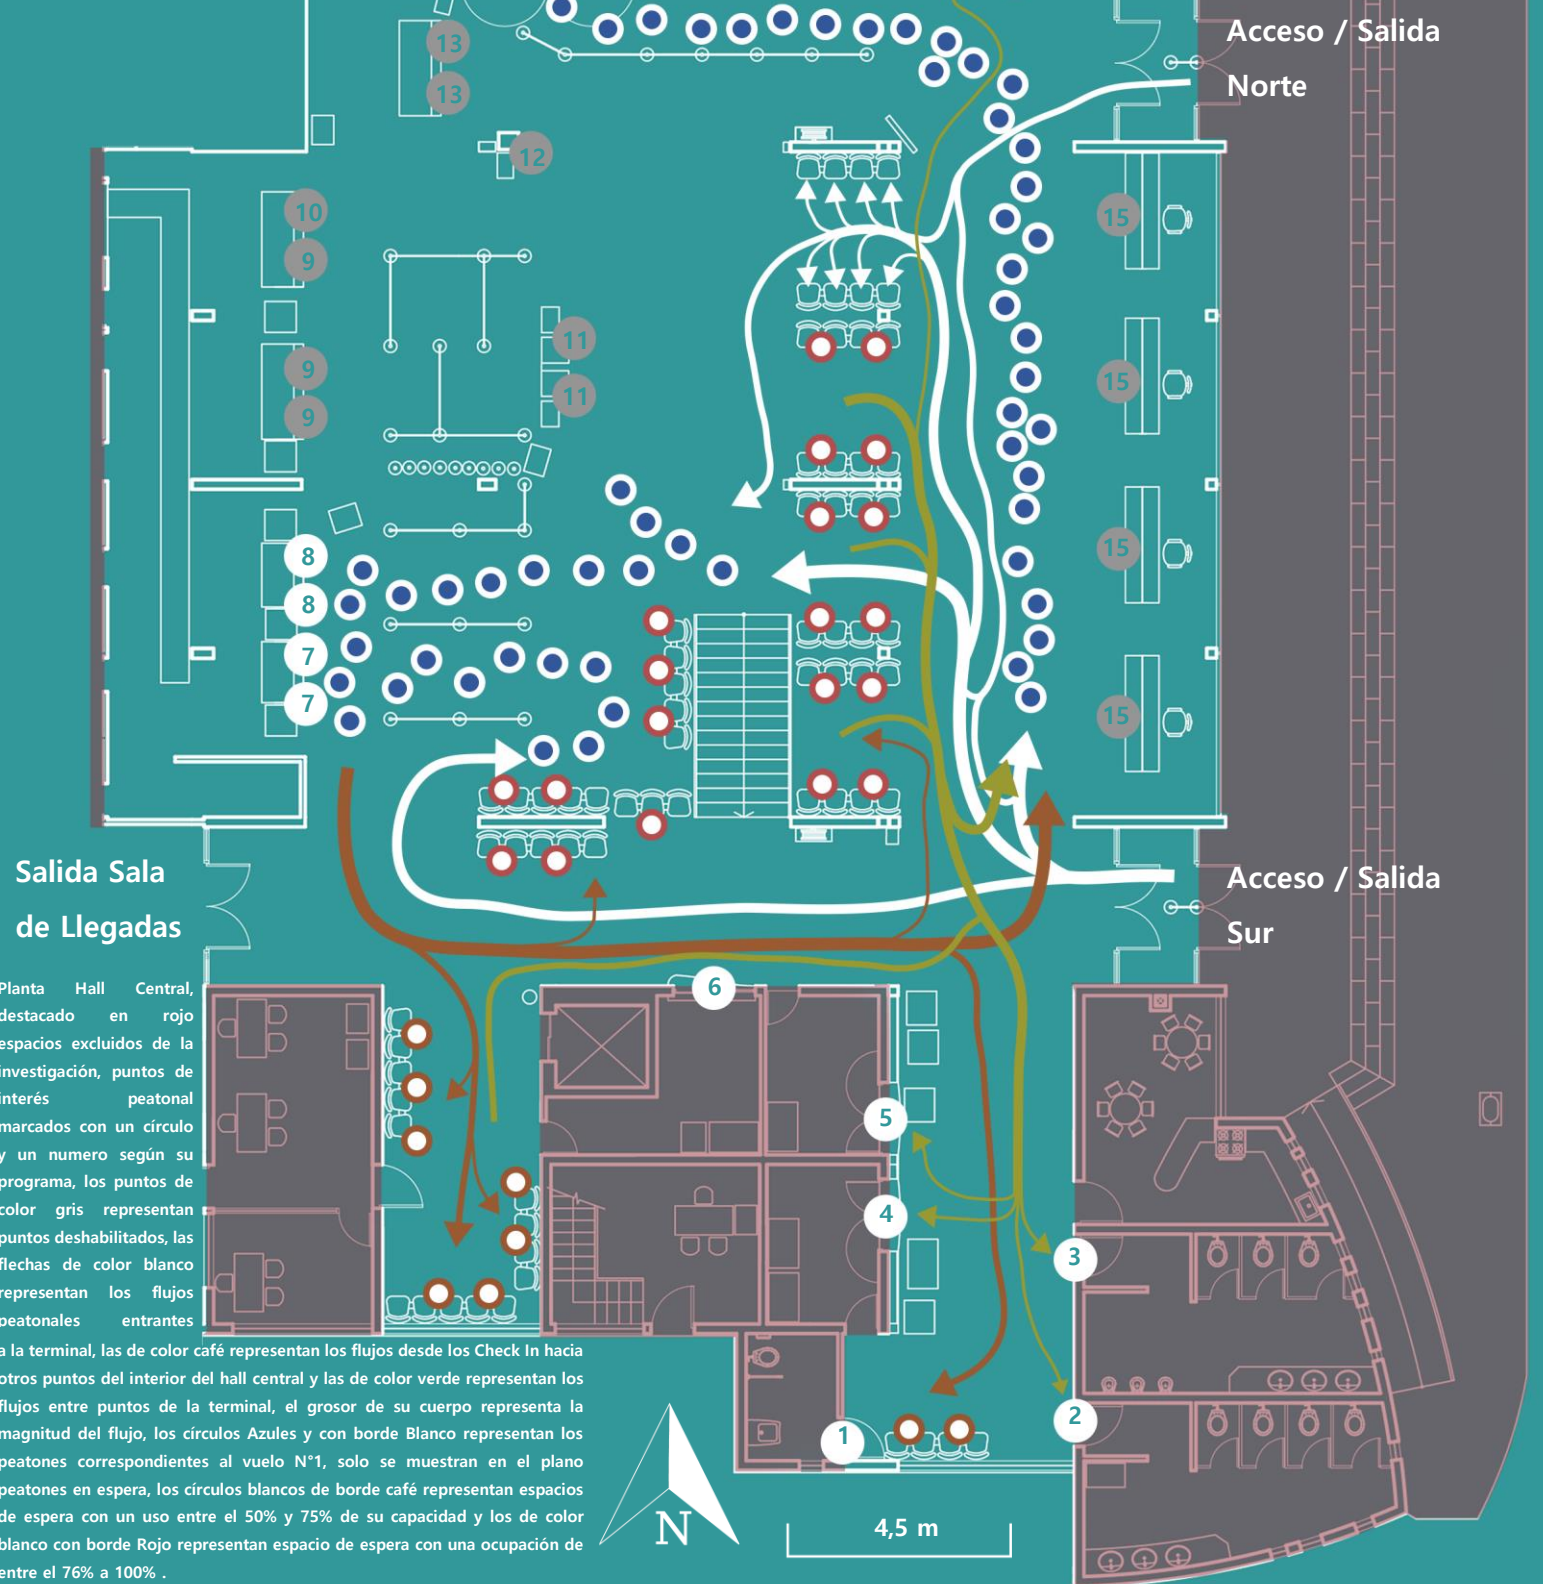 Acceso / Salida
Norte
13
13
12
10
9
15
11
9
15
11
9
8
15
8
7
7
15
Salida Sala
de Llegadas
Acceso / Salida
Sur
6
5
4
3
2
1
Planta Hall Central,
destacado en rojo
espacios excluidos de la
investigación, puntos de
interés peatonal
marcados con un círculo
y un numero según su
programa, los puntos de
color gris representan
puntos deshabilitados, las
flechas de color blanco
representan los flujos
peatonales entrantes
a la terminal, las de color café representan los flujos desde los Check In hacia
otros puntos del interior del hall central y las de color verde representan los
flujos entre puntos de la terminal, el grosor de su cuerpo representa la
magnitud del flujo, los círculos Azules y con borde Blanco representan los
peatones correspondientes al vuelo N°1, solo se muestran en el plano
peatones en espera, los círculos blancos de borde café representan espacios
de espera con un uso entre el 50% y 75% de su capacidad y los de color
blanco con borde Rojo representan espacio de espera con una ocupación de
entre el 76% a 100% .
N
4,5 m